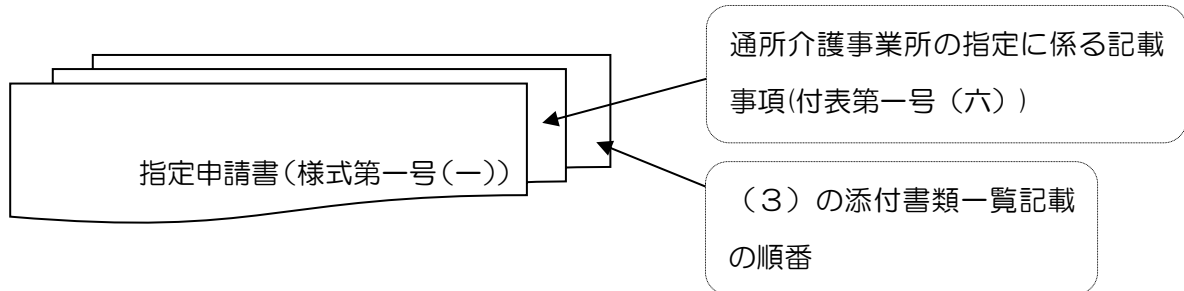 通所介護事業所の指定に係る記載
事項(付表第一号（六）)
指定申請書(様式第一号(一))
（３）の添付書類一覧記載
の順番